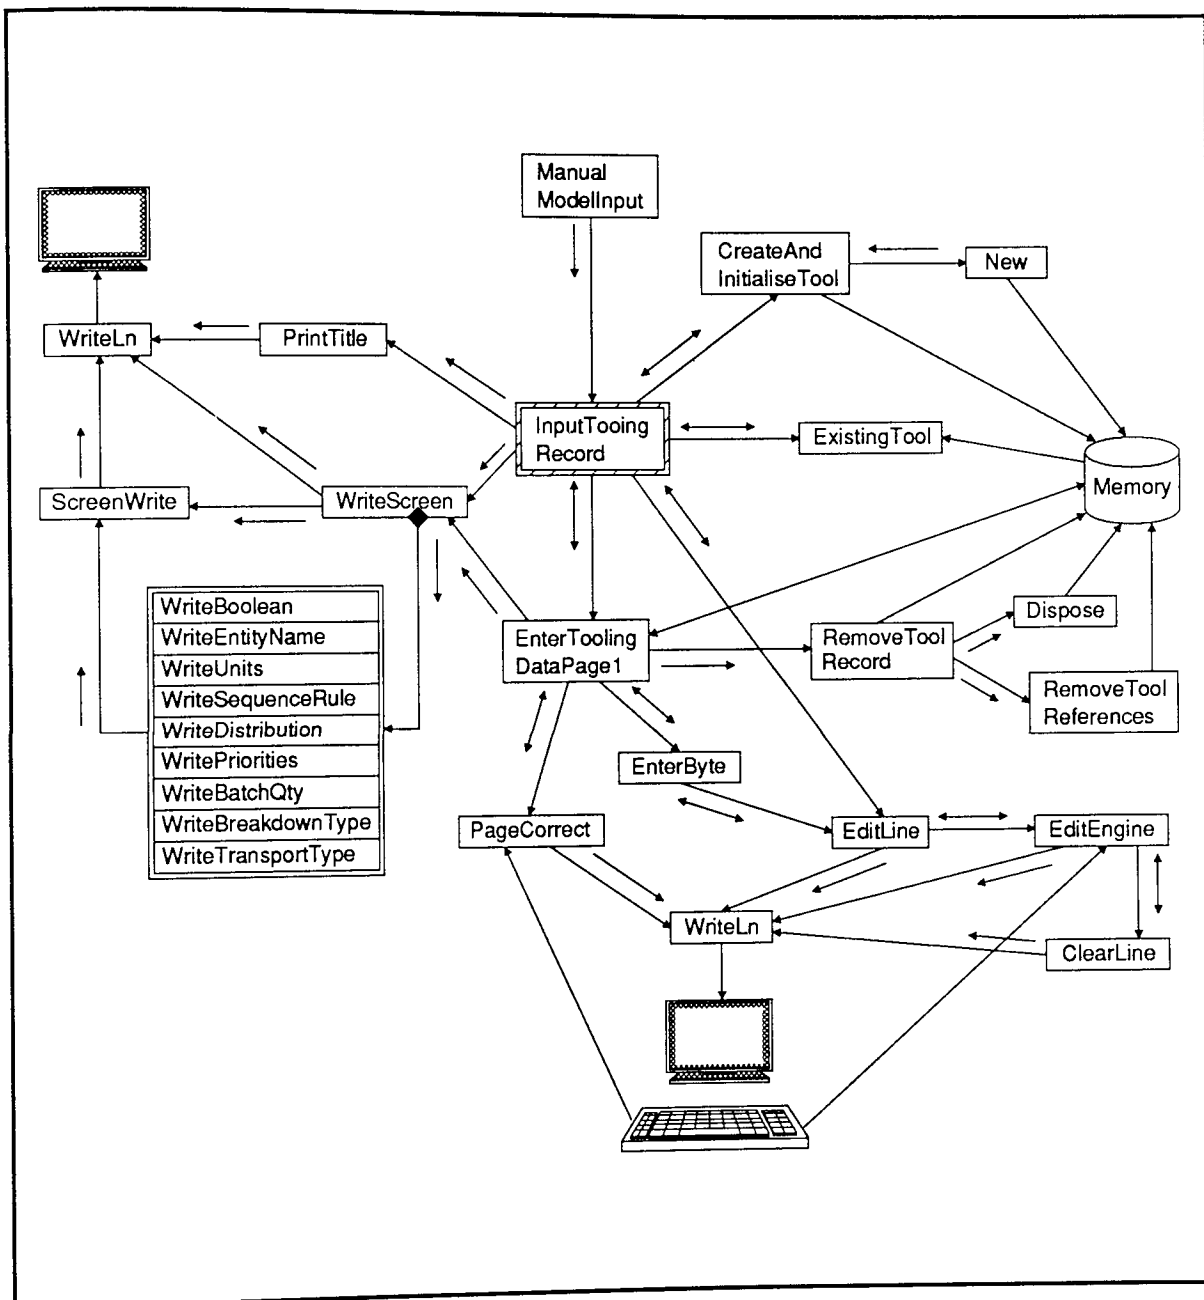 Manual
ModelInput
CreateAnd
InitialiseTool
New
WriteLn
PrintTitle
InputTooing
Record
ExistingTool
Memory
ScreenWrite
WriteScreen
WriteBoolean
WriteEntityName
WriteUnits
WriteSequenceRule
WriteDistribution
WritePriorities
WriteBatchQty
WriteBreakdownType
WriteTransportType
EnterTooling
DataPage1
RemoveTool
Record
Dispose
RemoveTool
References
EnterByte
PageCorrect
EditLine
EditEngine
WriteLn
ClearLine